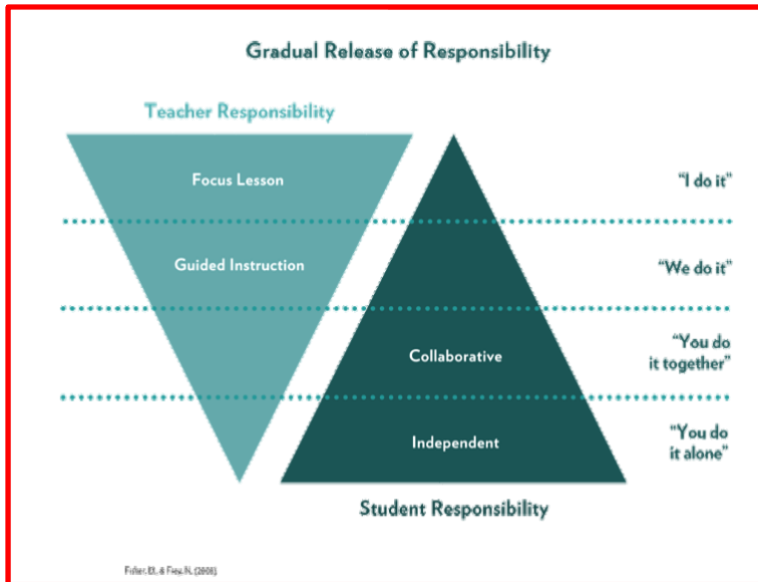 Gradual Release of Responsibility
Teacher Responsibility
Focus Lesson
"I do it"
Guided Instruction
"We do it"
Collaborative
"You do
it together"
Independent
"You do
it alone"
Student Responsibility